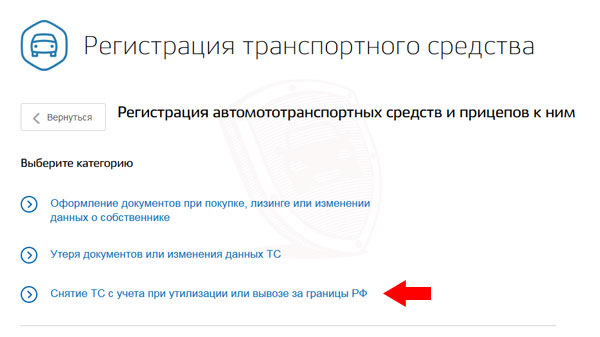 Регистрация транспортного средства
Вернуться
Регистрация автомототранспортных средств и прицепов к ним
Выберите категорию
Оформление документов при покупке, лизинге или изменении
данных о собственнике
Утеря документов или изменения данных ТС
Снятие ТС с учета при утилизации или вывозе за границы РФ